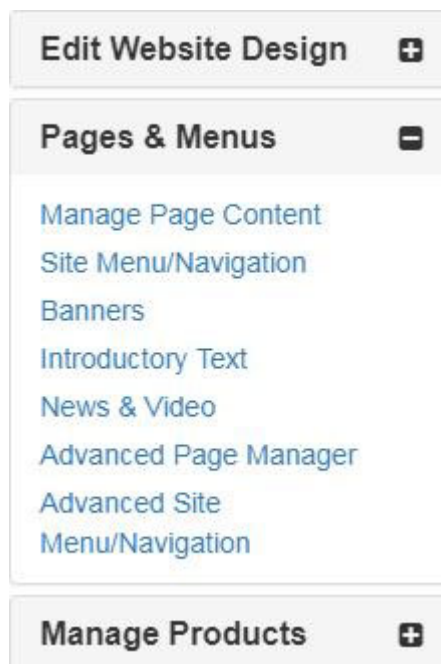 Edit Website Design
Pages & Menus
Manage Page Content
Site Menu/Navigation
Banners
Introductory Text
News & Video
Advanced Page Manager
Advanced Site
Menu/Navigation
Manage Products